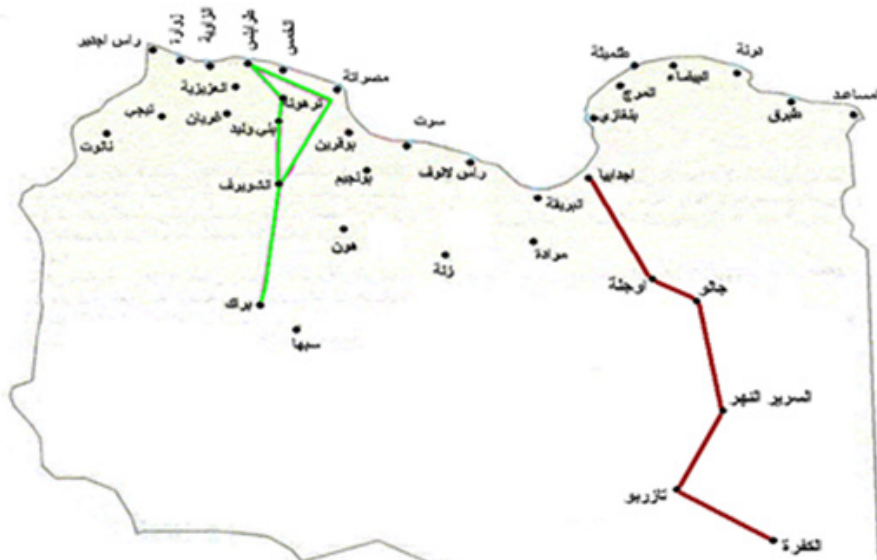 راس اجدير
زوارة
الزاوية
طرابلس
الخمس
مصراتة
العزيزية
ترهونة
تيجي
غريان
بني وليد
نالوت
بوقرين
سرت
راس لانوف
الشويرف
بونجيم
هون
زلة
براك
سبها
طلميثة
البيضاء
درنة
المرج
بنغازي
طبرق
امساعد
اجدابيا
البريقة
مرادة
اوجلة
جالو
السرير النهر
تازربو
الكفرة